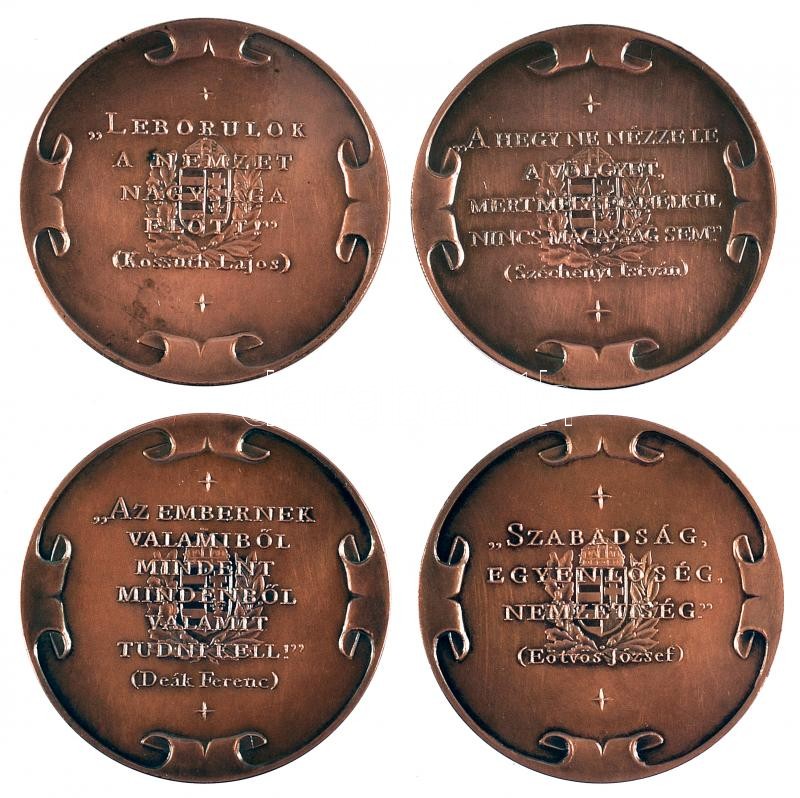 „LEBORULOK
A NEMZET
NAGYSÁGA
ELŐTT!”
(Kossuth Lajos)
„A HEGY NE NÉZZE LE
A VÖLGYET,
MERT MÉLYSÉG NÉLKÜL
NINCS MAGASSÁG SEM.”
(Széchenyi István)
„AZ EMBERNEK
VALAMIBŐL
MINDENT
MINDENBŐL
VALAMIT
TUDNI KELL!”
(Deák Ferenc)
„SZABADSÁG,
EGYENLŐSÉG,
NEMZETISÉG.”
(Eötvös József)